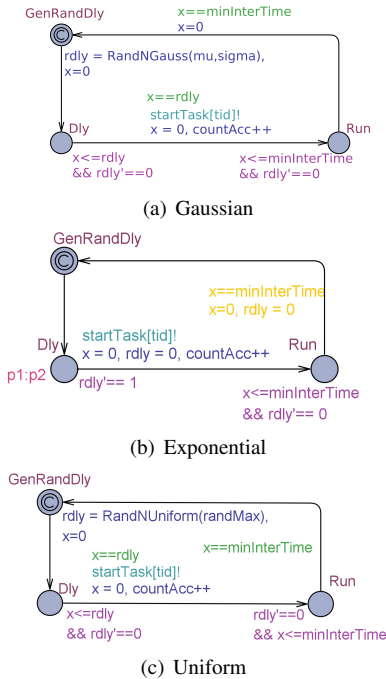 GenRandDly
x==minInterTime
x=0
rdly = RandNGauss(mu,sigma),
x=0
x==rdly
startTask[tid]!
x = 0, countAcc++
Dly
Run
x<=rdly
&& rdly'==0
x<=minInterTime
&& rdly'==0
(a) Gaussian
GenRandDly
x==minInterTime
x=0, rdly = 0
startTask[tid]!
x = 0, rdly = 0, countAcc++
Dly
Run
p1:p2
rdly'== 1
x<=minInterTime
&& rdly'== 0
(b) Exponential
GenRandDly
rdly = RandNUniform(randMax),
x=0
x==rdly
x==minInterTime
startTask[tid]!
x = 0, countAcc++
Dly
Run
x<=rdly
&& rdly'==0
rdly'==0
&& x<=minInterTime
(c) Uniform